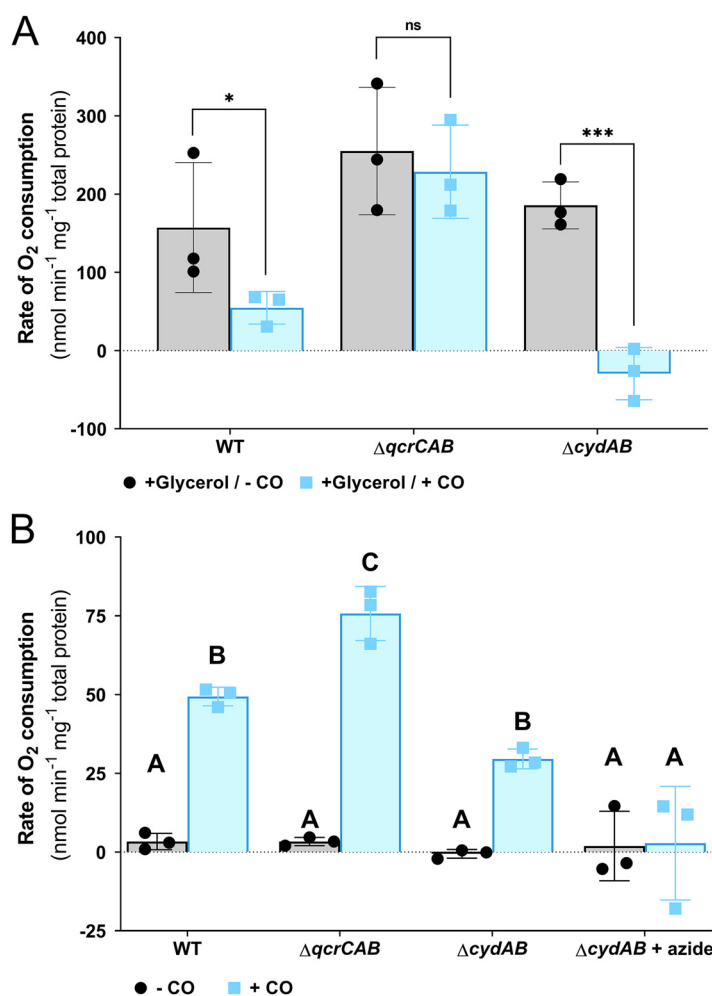 A
Rate of O₂ consumption
(nmol min⁻¹ mg⁻¹ total protein)
400
300
200
100
0
-100
*
ns
***
WT
ΔqcrCAB
ΔcydAB
+Glycerol / - CO
+Glycerol / + CO
B
Rate of O₂ consumption
(nmol min⁻¹ mg⁻¹ total protein)
100
75
50
25
0
-25
A
B
A
C
A
B
A
A
WT
ΔqcrCAB
ΔcydAB
ΔcydAB + azide
- CO
+ CO